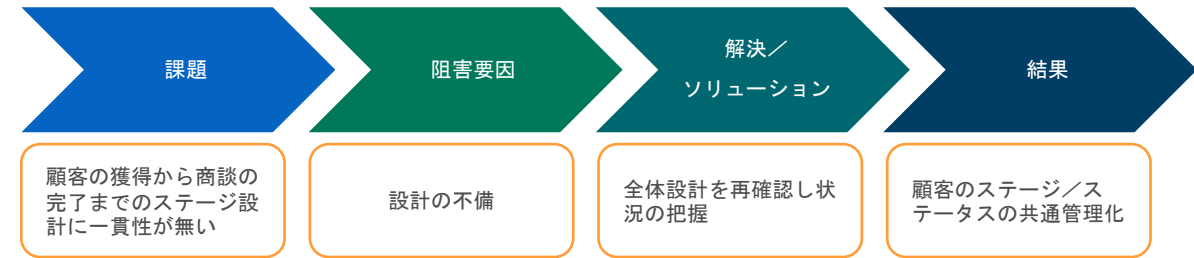 課題
阻害要因
解決／
ソリューション
結果
顧客の獲得から商談の
完了までのステージ設
計に一貫性が無い
設計の不備
全体設計を再確認し状
況の把握
顧客のステージ／ス
テータスの共通管理化